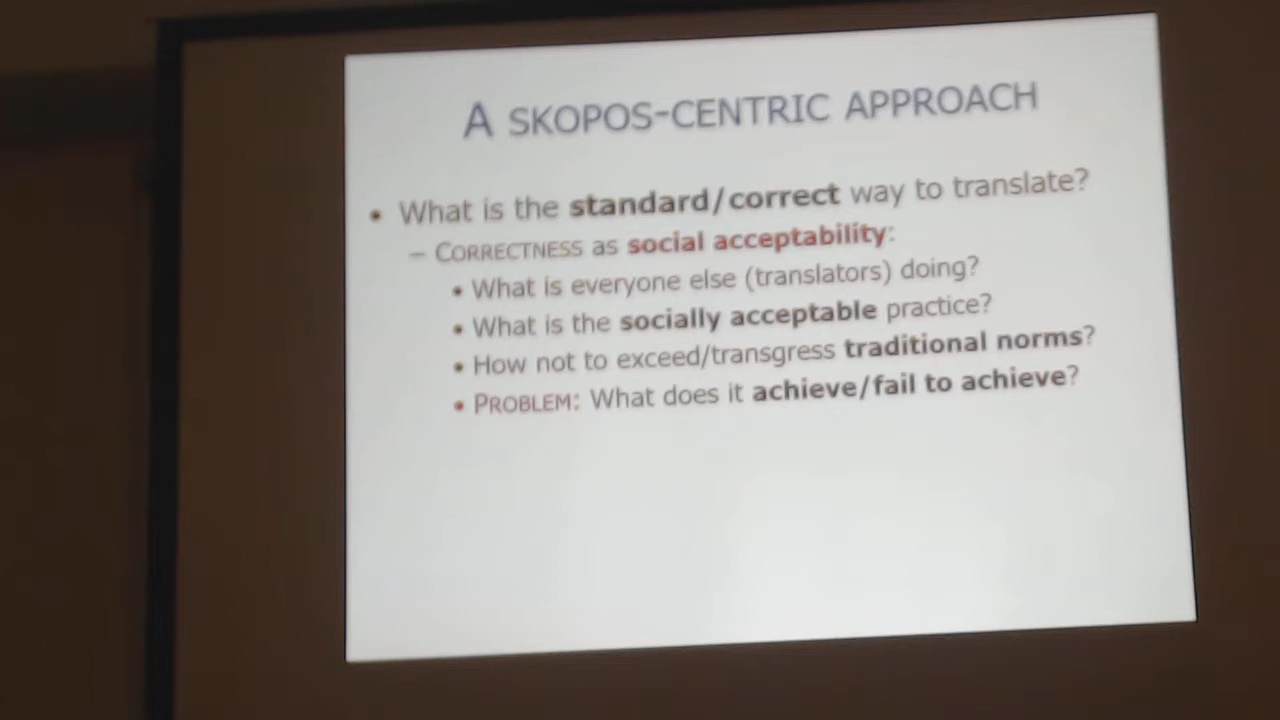 A SKOPOS-CENTRIC APPROACH
• What is the standard/correct way to translate?
– CORRECTNESS as social acceptability:
• What is everyone else (translators) doing?
• What is the socially acceptable practice?
• How not to exceed/transgress traditional norms?
• PROBLEM: What does it achieve/fail to achieve?